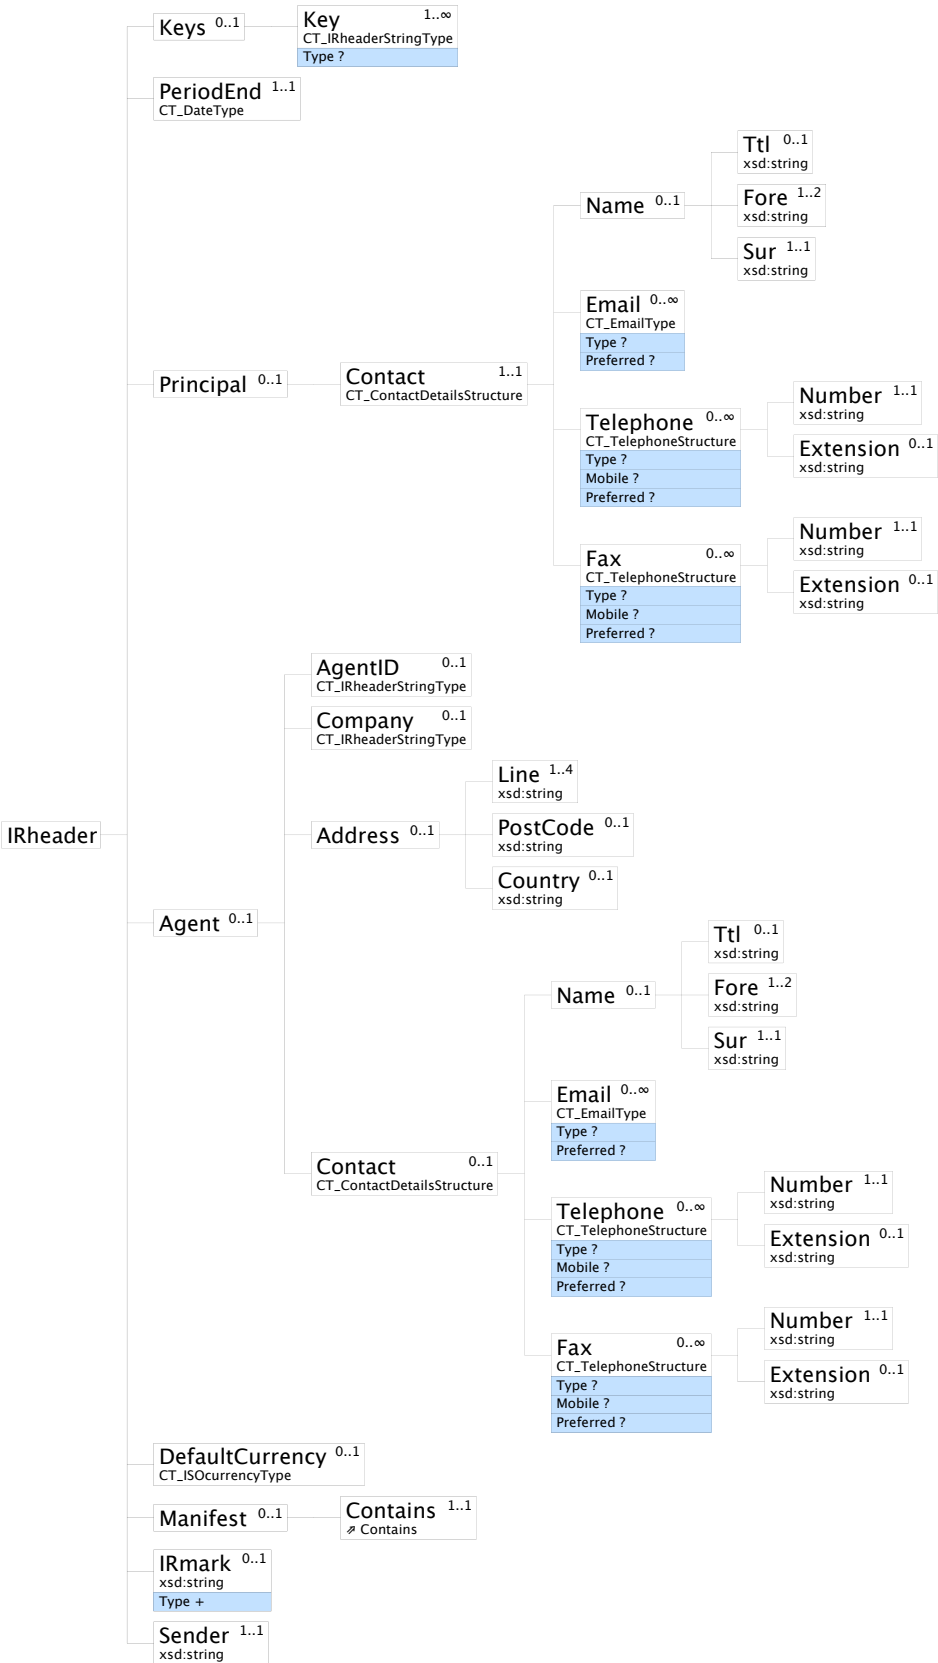 Keys 0..1
Key 1..∞
CT_IRheaderStringType
Type ?
PeriodEnd 1..1
CT_DateType
Ttl 0..1
xsd:string
Name 0..1
Fore 1..2
xsd:string
Sur 1..1
xsd:string
Email 0..∞
CT_EmailType
Type ?
Preferred ?
Principal 0..1
Contact 1..1
CT_ContactDetailsStructure
Telephone 0..∞
CT_TelephoneStructure
Type ?
Mobile ?
Preferred ?
Number 1..1
xsd:string
Extension 0..1
xsd:string
Fax 0..∞
CT_TelephoneStructure
Type ?
Mobile ?
Preferred ?
Number 1..1
xsd:string
Extension 0..1
xsd:string
AgentID 0..1
CT_IRheaderStringType
Company 0..1
CT_IRheaderStringType
IRheader
Address 0..1
Line 1..4
xsd:string
PostCode 0..1
xsd:string
Country 0..1
xsd:string
Agent 0..1
Name 0..1
Ttl 0..1
xsd:string
Fore 1..2
xsd:string
Sur 1..1
xsd:string
Email 0..∞
CT_EmailType
Type ?
Preferred ?
Contact 0..1
CT_ContactDetailsStructure
Telephone 0..∞
CT_TelephoneStructure
Type ?
Mobile ?
Preferred ?
Number 1..1
xsd:string
Extension 0..1
xsd:string
Fax 0..∞
CT_TelephoneStructure
Type ?
Mobile ?
Preferred ?
Number 1..1
xsd:string
Extension 0..1
xsd:string
DefaultCurrency 0..1
CT_ISOcurrencyType
Manifest 0..1
Contains 1..1
⇗ Contains
IRmark 0..1
xsd:string
Type +
Sender 1..1
xsd:string